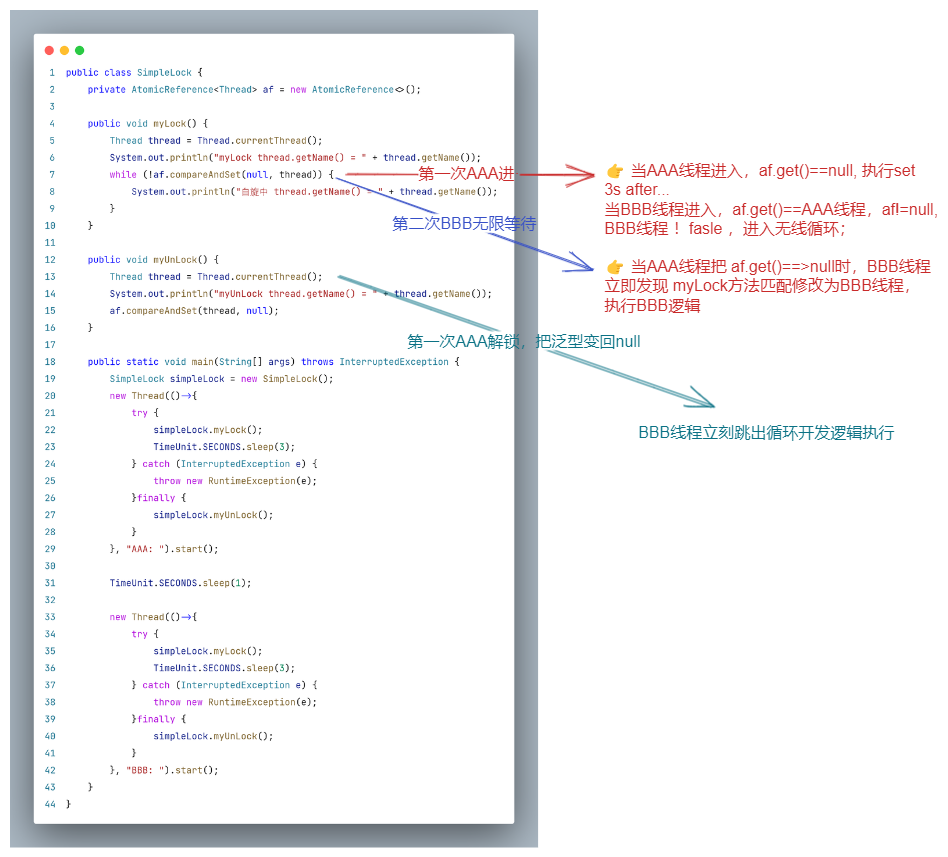 1 public class SimpleLock {
2 private AtomicReference<Thread> af = new AtomicReference<>();
3
4 public void myLock() {
5 Thread thread = Thread.currentThread();
6 System.out.println("myLock thread.getName() = " + thread.getName());
7 while (!af.compareAndSet(null, thread)) {
8 System.out.println("自旋中 thread.getName() = " + thread.getName());
9 }
10 }
11
12 public void myUnLock() {
13 Thread thread = Thread.currentThread();
14 System.out.println("myUnLock thread.getName() = " + thread.getName());
15 af.compareAndSet(thread, null);
16 }
17
18 public static void main(String[] args) throws InterruptedException {
19 SimpleLock simpleLock = new SimpleLock();
20 new Thread(()->{
21 try {
22 simpleLock.myLock();
23 TimeUnit.SECONDS.sleep(3);
24 } catch (InterruptedException e) {
25 throw new RuntimeException(e);
26 }finally {
27 simpleLock.myUnLock();
28 }
29 }, "AAA: ").start();
30
31 TimeUnit.SECONDS.sleep(1);
32
33 new Thread(()->{
34 try {
35 simpleLock.myLock();
36 TimeUnit.SECONDS.sleep(3);
37 } catch (InterruptedException e) {
38 throw new RuntimeException(e);
39 }finally {
40 simpleLock.myUnLock();
41 }
42 }, "BBB: ").start();
43 }
44 }
第一次AAA进
👉 当AAA线程进入，af.get()==null, 执行set
3s after...
当BBB线程进入，af.get()==AAA线程，af!=null,
BBB线程 ！fasle ，进入无线循环；
第二次BBB无限等待
👉 当AAA线程把 af.get()==>null时，BBB线程
立即发现 myLock方法匹配修改为BBB线程，
执行BBB逻辑
第一次AAA解锁，把泛型变回null
BBB线程立刻跳出循环开发逻辑执行